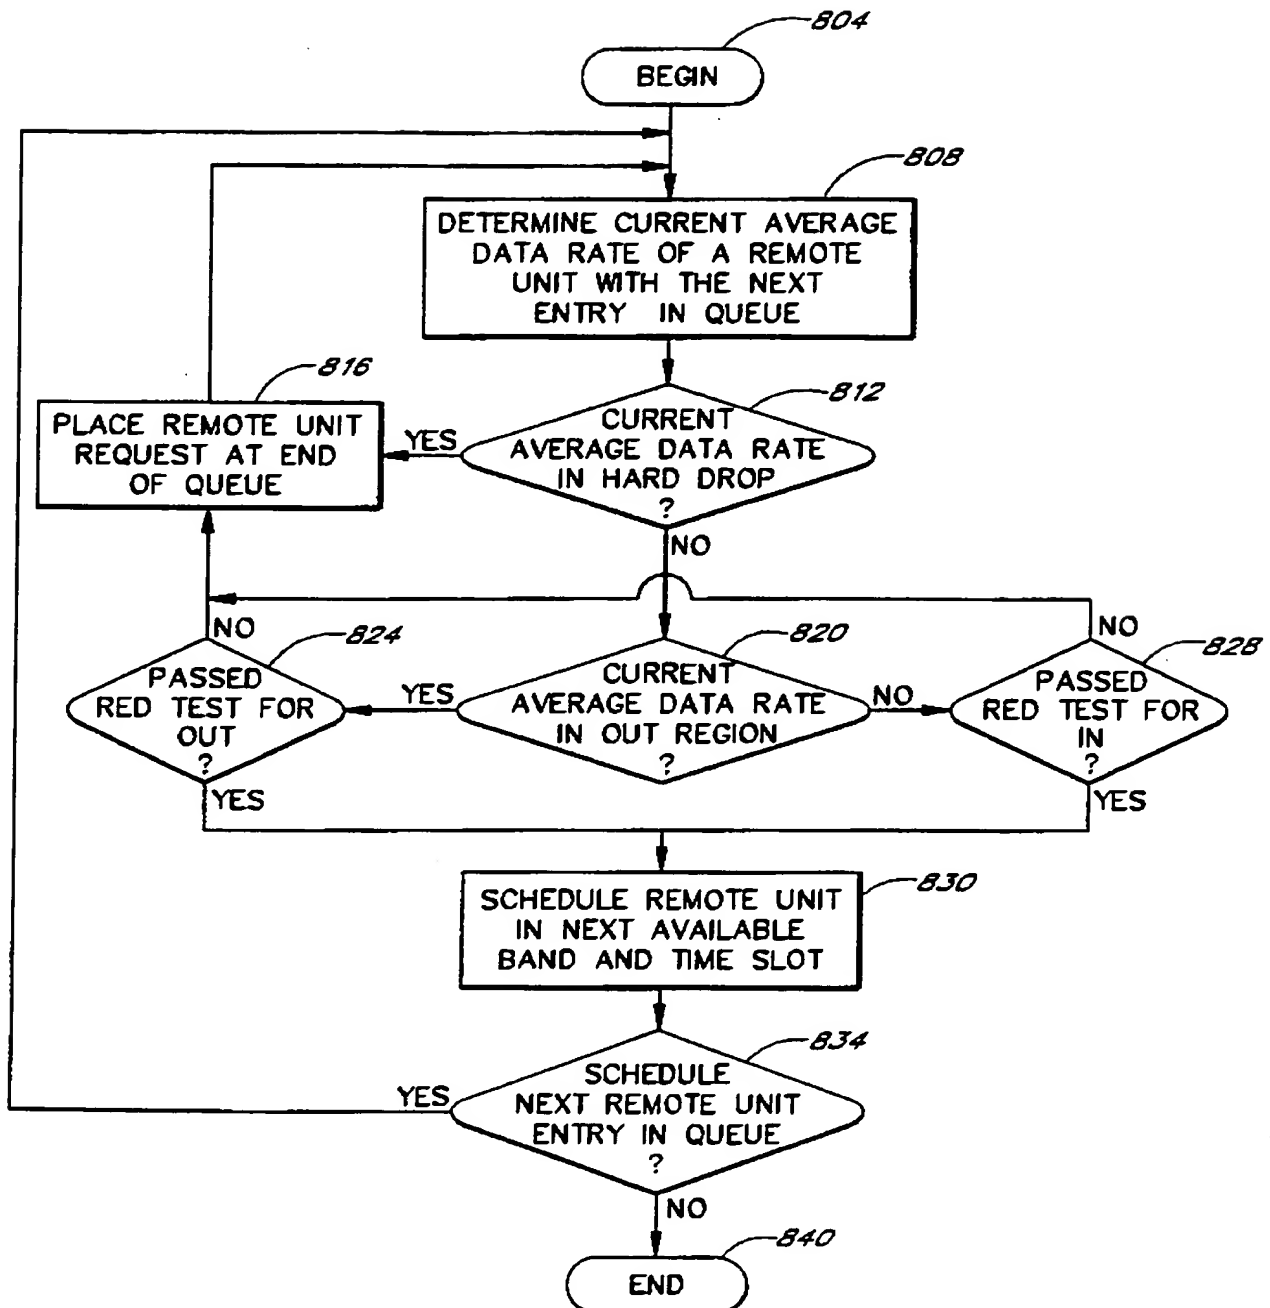 804
BEGIN
808
DETERMINE CURRENT AVERAGE
DATA RATE OF A REMOTE
UNIT WITH THE NEXT
ENTRY IN QUEUE
816
PLACE REMOTE UNIT
REQUEST AT END
OF QUEUE
YES
812
CURRENT
AVERAGE DATA RATE
IN HARD DROP
?
NO
NO
824
PASSED
RED TEST FOR
OUT
?
YES
YES
820
CURRENT
AVERAGE DATA RATE
IN OUT REGION
?
NO
NO
828
PASSED
RED TEST FOR
IN
?
YES
830
SCHEDULE REMOTE UNIT
IN NEXT AVAILABLE
BAND AND TIME SLOT
834
YES
SCHEDULE
NEXT REMOTE UNIT
ENTRY IN QUEUE
?
NO
840
END